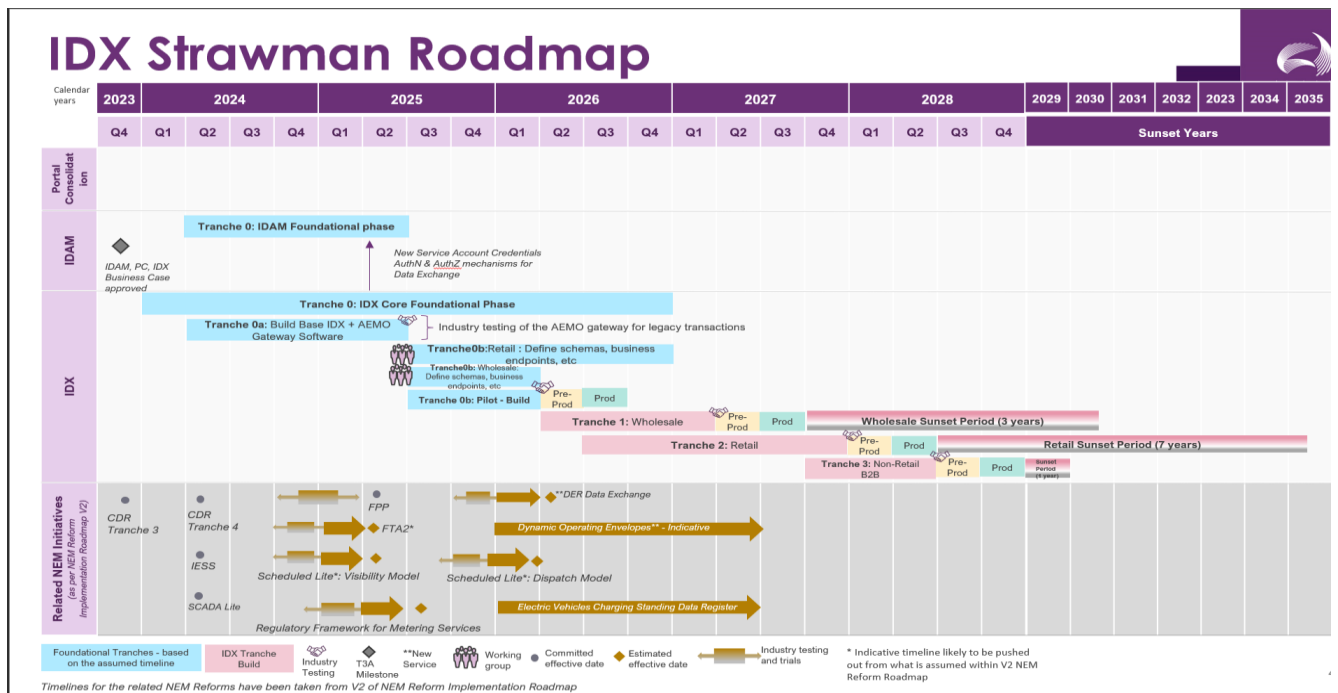 IDX Strawman Roadmap
Calendar
years
2023
2024
2025
2026
2027
2028
2029
2030
2031
2032
2023
2034
2035
Q4
Q1
Q2
Q3
Q4
Q1
Q2
Q3
Q4
Q1
Q2
Q3
Q4
Q1
Q2
Q3
Q4
Q1
Q2
Q3
Q4
Sunset Years
Portal
Consolidat
ion
IDAM
Tranche 0: IDAM Foundational phase
IDAM, PC, IDX
Business Case
approved
New Service Account Credentials
AuthN & AuthZ mechanisms for
Data Exchange
IDX
Tranche 0: IDX Core Foundational Phase
Tranche 0a: Build Base IDX + AEMO
Gateway Software
Industry testing of the AEMO gateway for legacy transactions
Tranche0b:Retail : Define schemas, business
endpoints, etc
Tranche0b: Wholesale:
Define schemas, business
endpoints, etc
Tranche 0b: Pilot - Build
Pre-
Prod
Prod
Tranche 1: Wholesale
Pre-
Prod
Prod
Wholesale Sunset Period (3 years)
Tranche 2: Retail
Pre-
Prod
Prod
Retail Sunset Period (7 years)
Tranche 3: Non-Retail
B2B
Pre-
Prod
Prod
Sunset
Period
(1 year)
Related NEM Initiatives
(as per NEM Reform
Implementation Roadmap V2)
CDR
Tranche 3
CDR
Tranche 4
FPP
**DER Data Exchange
FTA2*
Dynamic Operating Envelopes** - Indicative
IESS
Scheduled Lite*: Visibility Model
Scheduled Lite*: Dispatch Model
SCADA Lite
Electric Vehicles Charging Standing Data Register
Regulatory Framework for Metering Services
Foundational Tranches - based
on the assumed timeline
IDX Tranche
Build
Industry
Testing
T3A
Milestone
**New
Service
Working
group
Committed
effective date
Estimated
effective date
Industry testing
and trials
* Indicative timeline likely to be pushed
out from what is assumed within V2 NEM
Reform Roadmap
Timelines for the related NEM Reforms have been taken from V2 of NEM Reform Implementation Roadmap